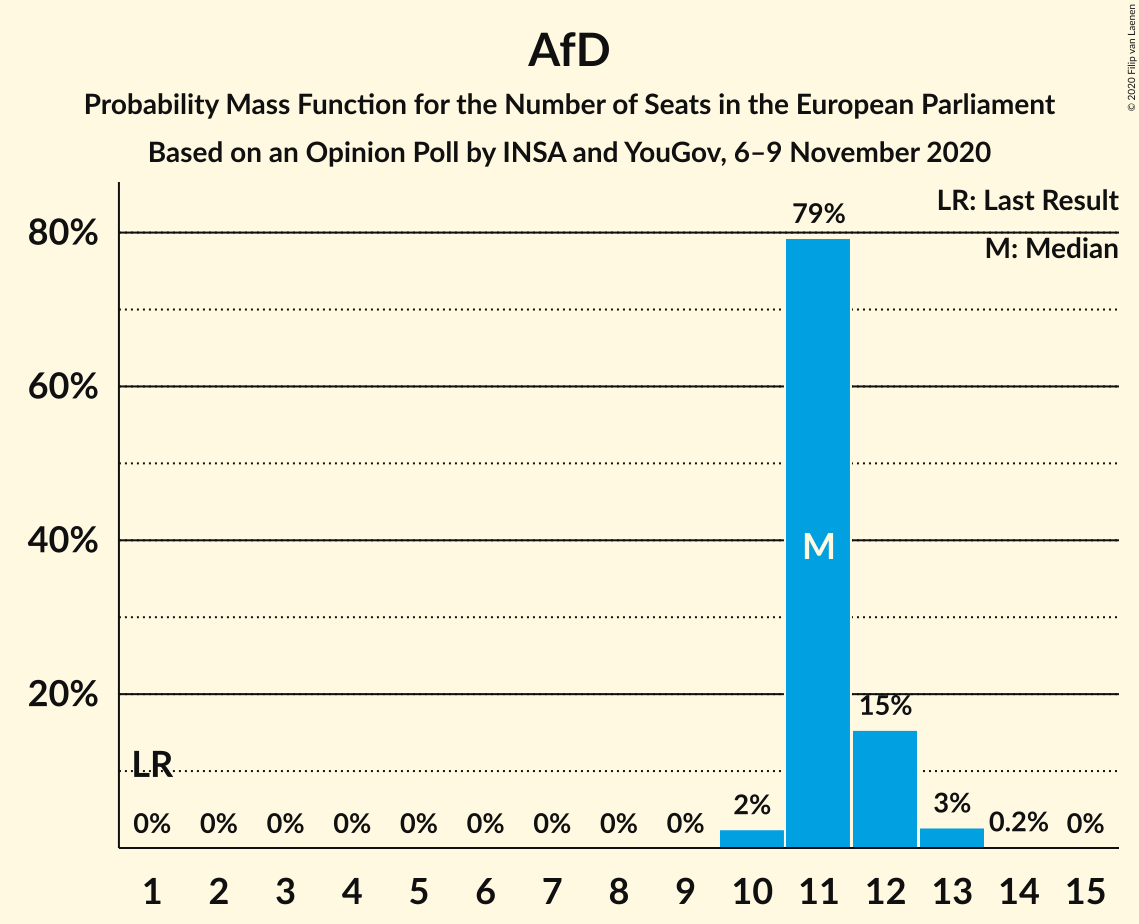 AfD
Probability Mass Function for the Number of Seats in the European Parliament
Based on an Opinion Poll by INSA and YouGov, 6–9 November 2020
© 2020 Filip van Laenen
LR: Last Result
M: Median
80%
60%
40%
20%
79%
M
15%
LR
0% 0% 0% 0% 0% 0% 0% 0% 0% 2% 3% 0.2% 0%
1 2 3 4 5 6 7 8 9 10 11 12 13 14 15